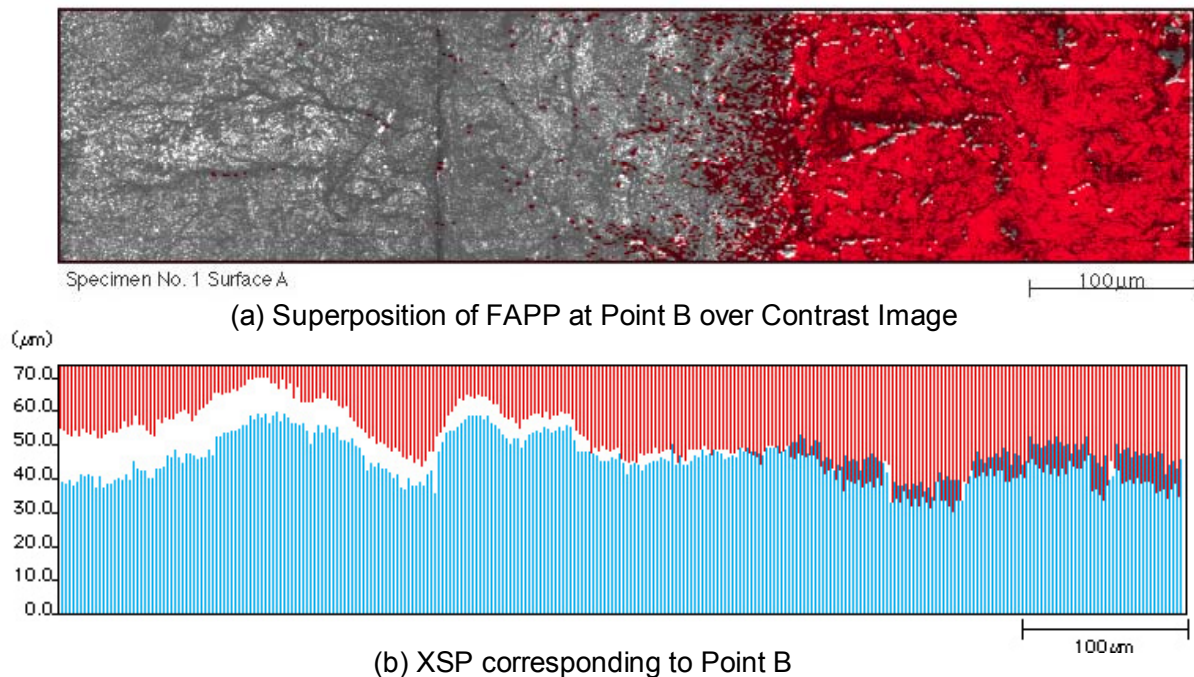 Specimen No. 1 Surface A
100μm
(a) Superposition of FAPP at Point B over Contrast Image
(μm)
70.0
60.0
50.0
40.0
30.0
20.0
10.0
0.0
100μm
(b) XSP corresponding to Point B